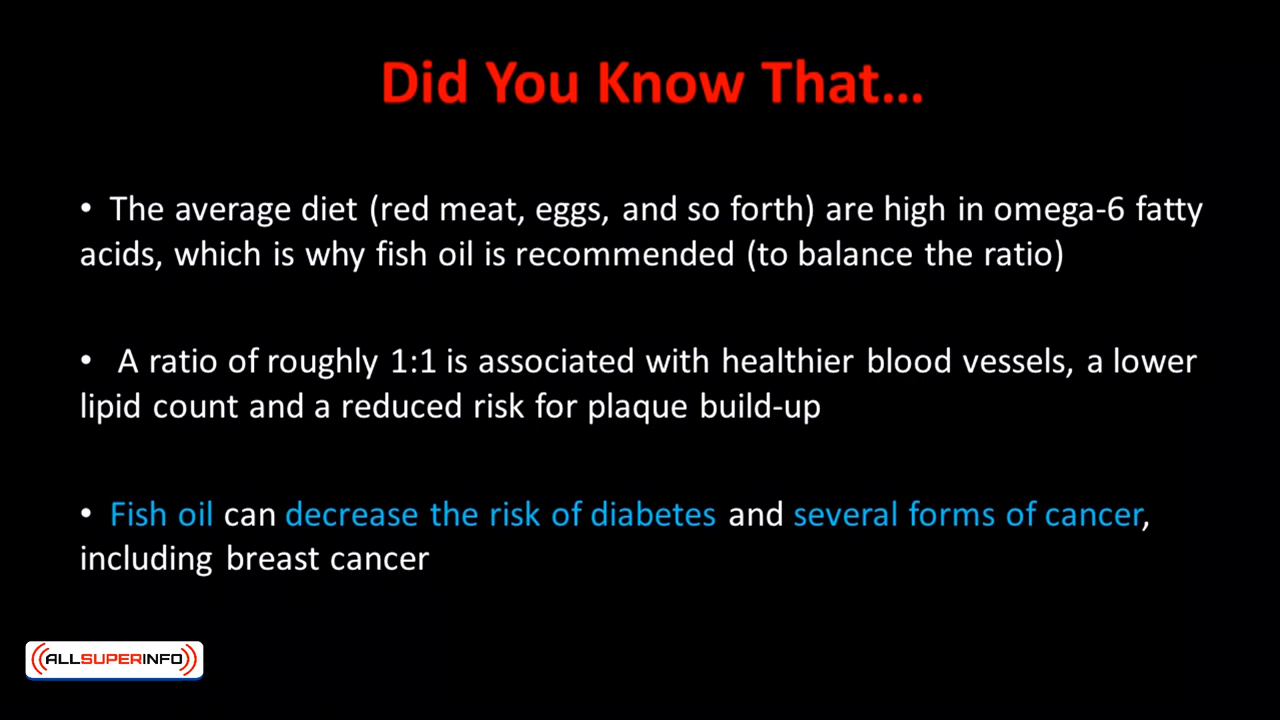 Did You Know That...
• The average diet (red meat, eggs, and so forth) are high in omega-6 fatty
acids, which is why fish oil is recommended (to balance the ratio)
• A ratio of roughly 1:1 is associated with healthier blood vessels, a lower
lipid count and a reduced risk for plaque build-up
• Fish oil can decrease the risk of diabetes and several forms of cancer,
including breast cancer
ALLSUPERINFO